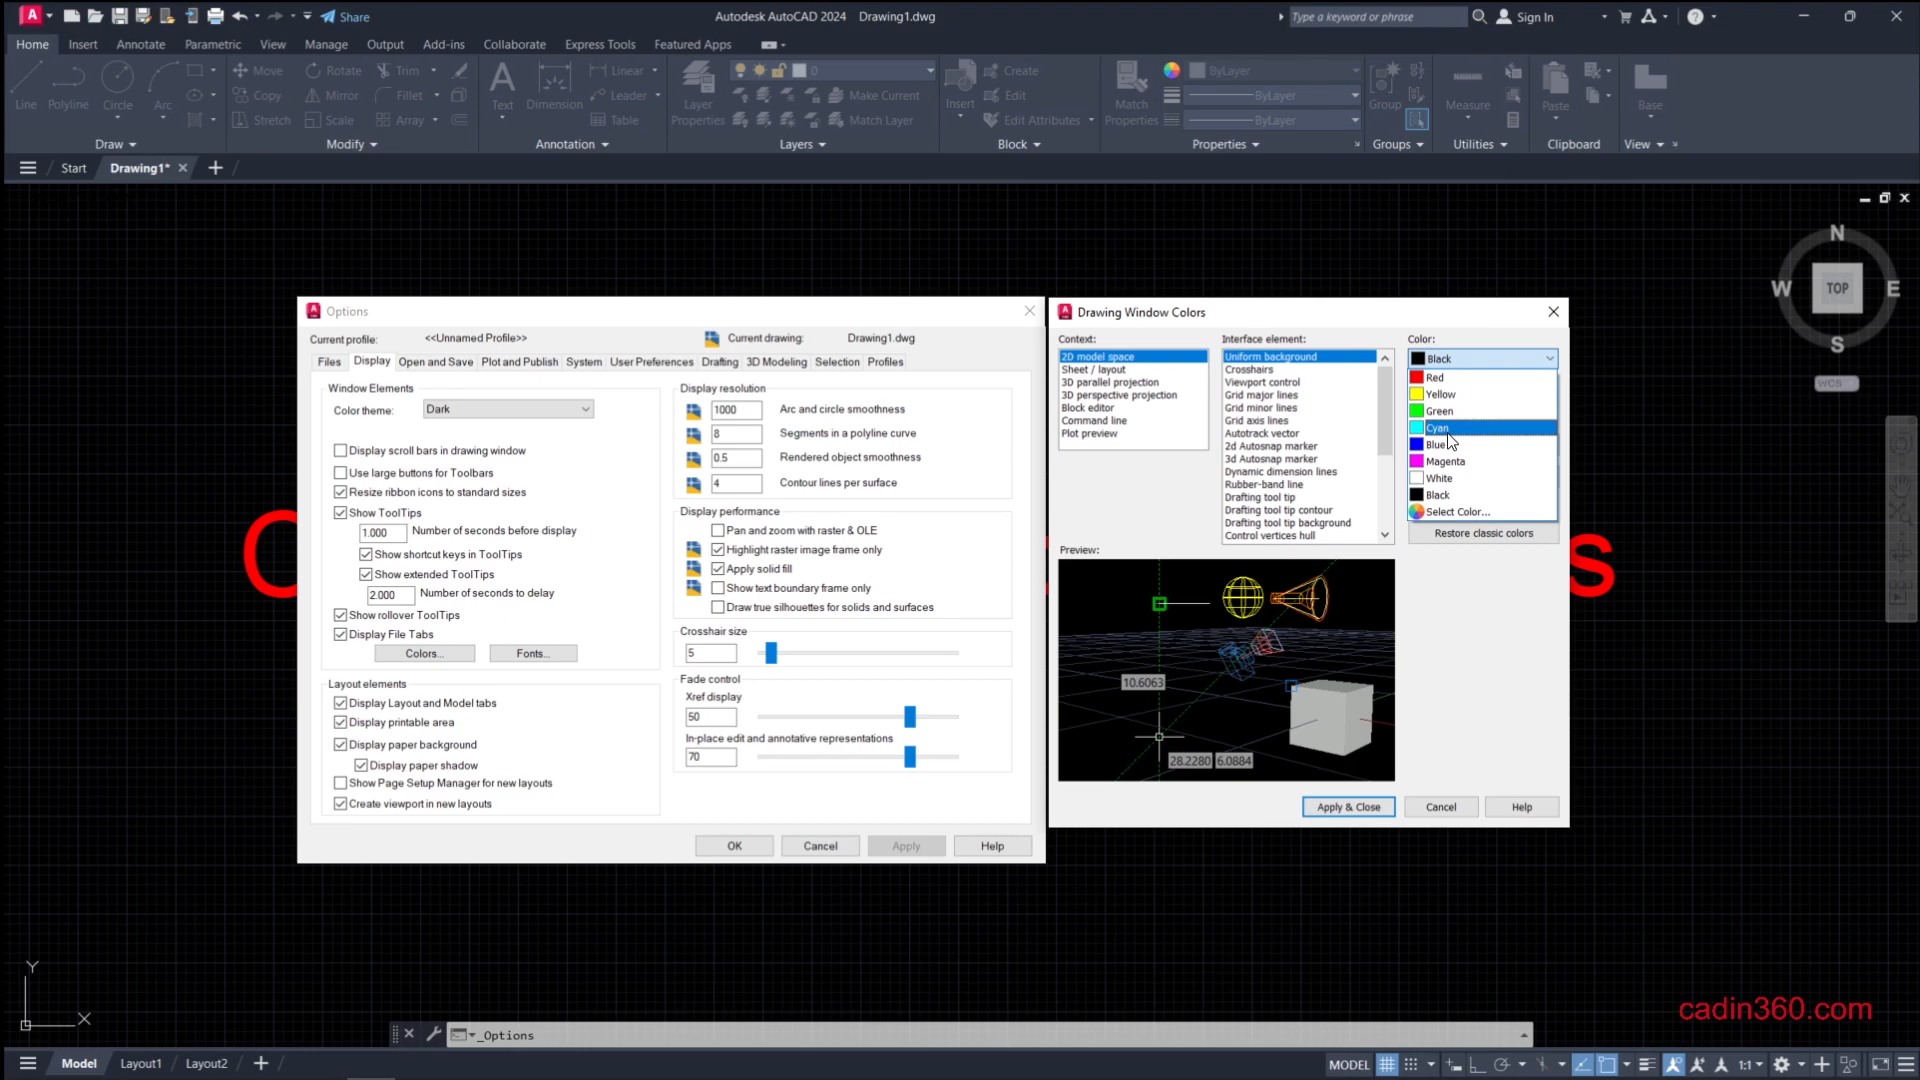 Share
Autodesk AutoCAD 2024 Drawing1.dwg
Type a keyword or phrase
Sign In
Home Insert Annotate Parametric View Manage Output Add-ins Collaborate Express Tools Featured Apps
Line Polyline Circle Arc
Move Rotate Trim
Copy Mirror Fillet
Stretch Scale Array
Text Dimension
Linear
Leader
Table
Layer Properties
0
Make Current
Match Layer
Insert
Create
Edit
Edit Attributes
Match Properties
ByLayer
ByLayer
ByLayer
Group
Measure
Paste
Base
Draw Modify Annotation Layers Block Properties Groups Utilities Clipboard View
Start Drawing1*
N
W TOP E
S
WCS
Options
Current profile: <<Unnamed Profile>> Current drawing: Drawing1.dwg
Files Display Open and Save Plot and Publish System User Preferences Drafting 3D Modeling Selection Profiles
Window Elements
Color theme: Dark
Display scroll bars in drawing window
Use large buttons for Toolbars
Resize ribbon icons to standard sizes
Show ToolTips
1.000 Number of seconds before display
Show shortcut keys in ToolTips
Show extended ToolTips
2.000 Number of seconds to delay
Show rollover ToolTips
Display File Tabs
Colors... Fonts...
Layout elements
Display Layout and Model tabs
Display printable area
Display paper background
Display paper shadow
Show Page Setup Manager for new layouts
Create viewport in new layouts
Display resolution
1000 Arc and circle smoothness
8 Segments in a polyline curve
0.5 Rendered object smoothness
4 Contour lines per surface
Display performance
Pan and zoom with raster & OLE
Highlight raster image frame only
Apply solid fill
Show text boundary frame only
Draw true silhouettes for solids and surfaces
Crosshair size
5
Fade control
Xref display
50
In-place edit and annotative representations
70
OK Cancel Apply Help
Drawing Window Colors
Context:
2D model space
Sheet / layout
3D parallel projection
3D perspective projection
Block editor
Command line
Plot preview
Interface element:
Uniform background
Crosshairs
Viewport control
Grid major lines
Grid minor lines
Grid axis lines
Autotrack vector
2d Autosnap marker
3d Autosnap marker
Dynamic dimension lines
Rubber-band line
Drafting tool tip
Drafting tool tip contour
Drafting tool tip background
Control vertices hull
Color:
Black
Red
Yellow
Green
Cyan
Blue
Magenta
White
Black
Select Color...
Restore classic colors
Preview:
10.6063
28.2280 6.0884
Apply & Close Cancel Help
s
cadin360.com
Y
X
_Options
Model Layout1 Layout2
MODEL 1:1